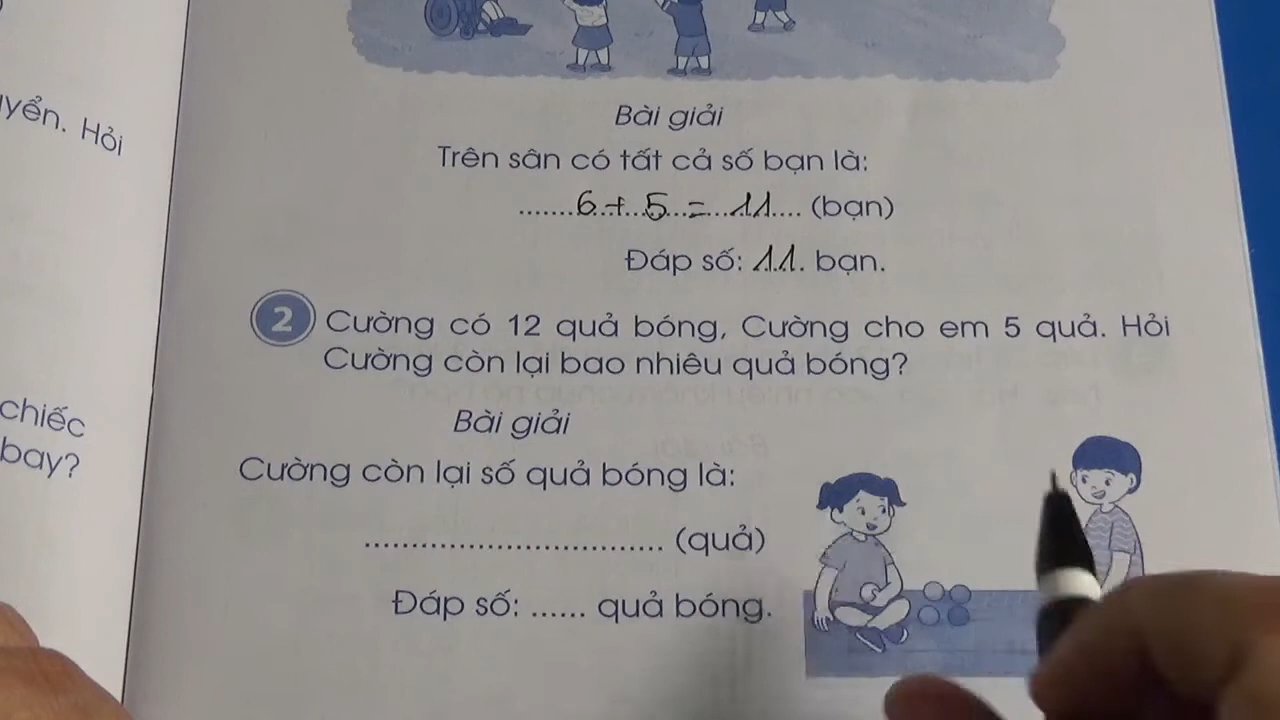 uyển. Hỏi
chiếc
bay?
Bài giải
Trên sân có tất cả số bạn là:
.......6..+..5...=...11.... (bạn)
Đáp số: .11. bạn.
2 Cường có 12 quả bóng, Cường cho em 5 quả. Hỏi
Cường còn lại bao nhiêu quả bóng?
Bài giải
Cường còn lại số quả bóng là:
................................ (quả)
Đáp số: ...... quả bóng.